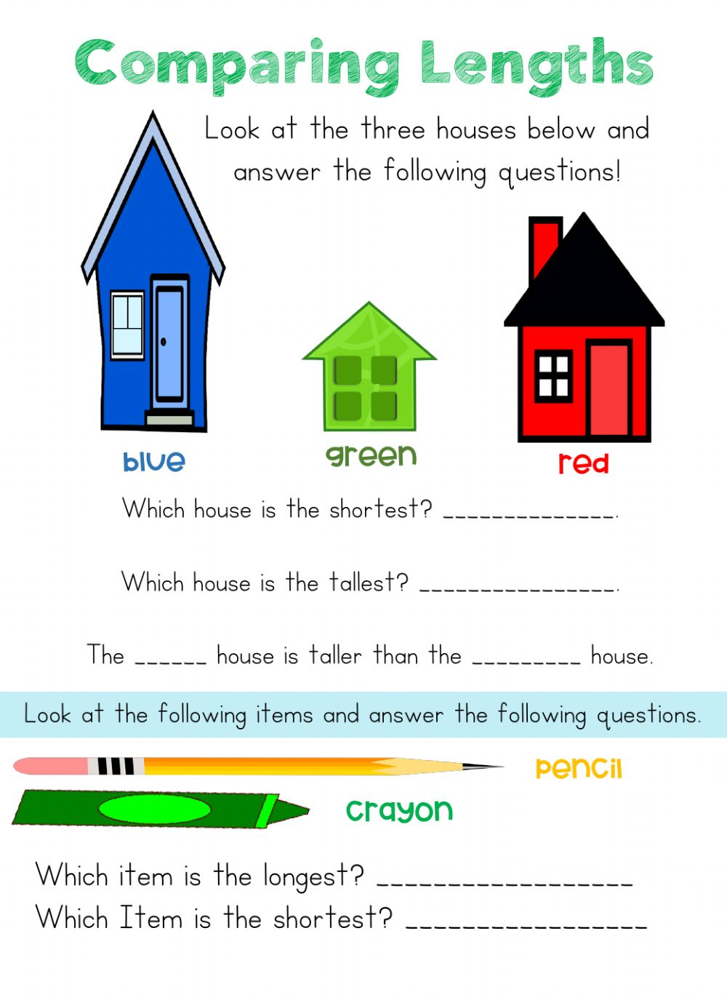 Comparing Lengths
Look at the three houses below and
answer the following questions!
blue
green
red
Which house is the shortest? ______________.
Which house is the tallest? ________________.
The ______ house is taller than the _________ house.
Look at the following items and answer the following questions.
pencil
crayon
Which item is the longest? __________________
Which Item is the shortest? _________________